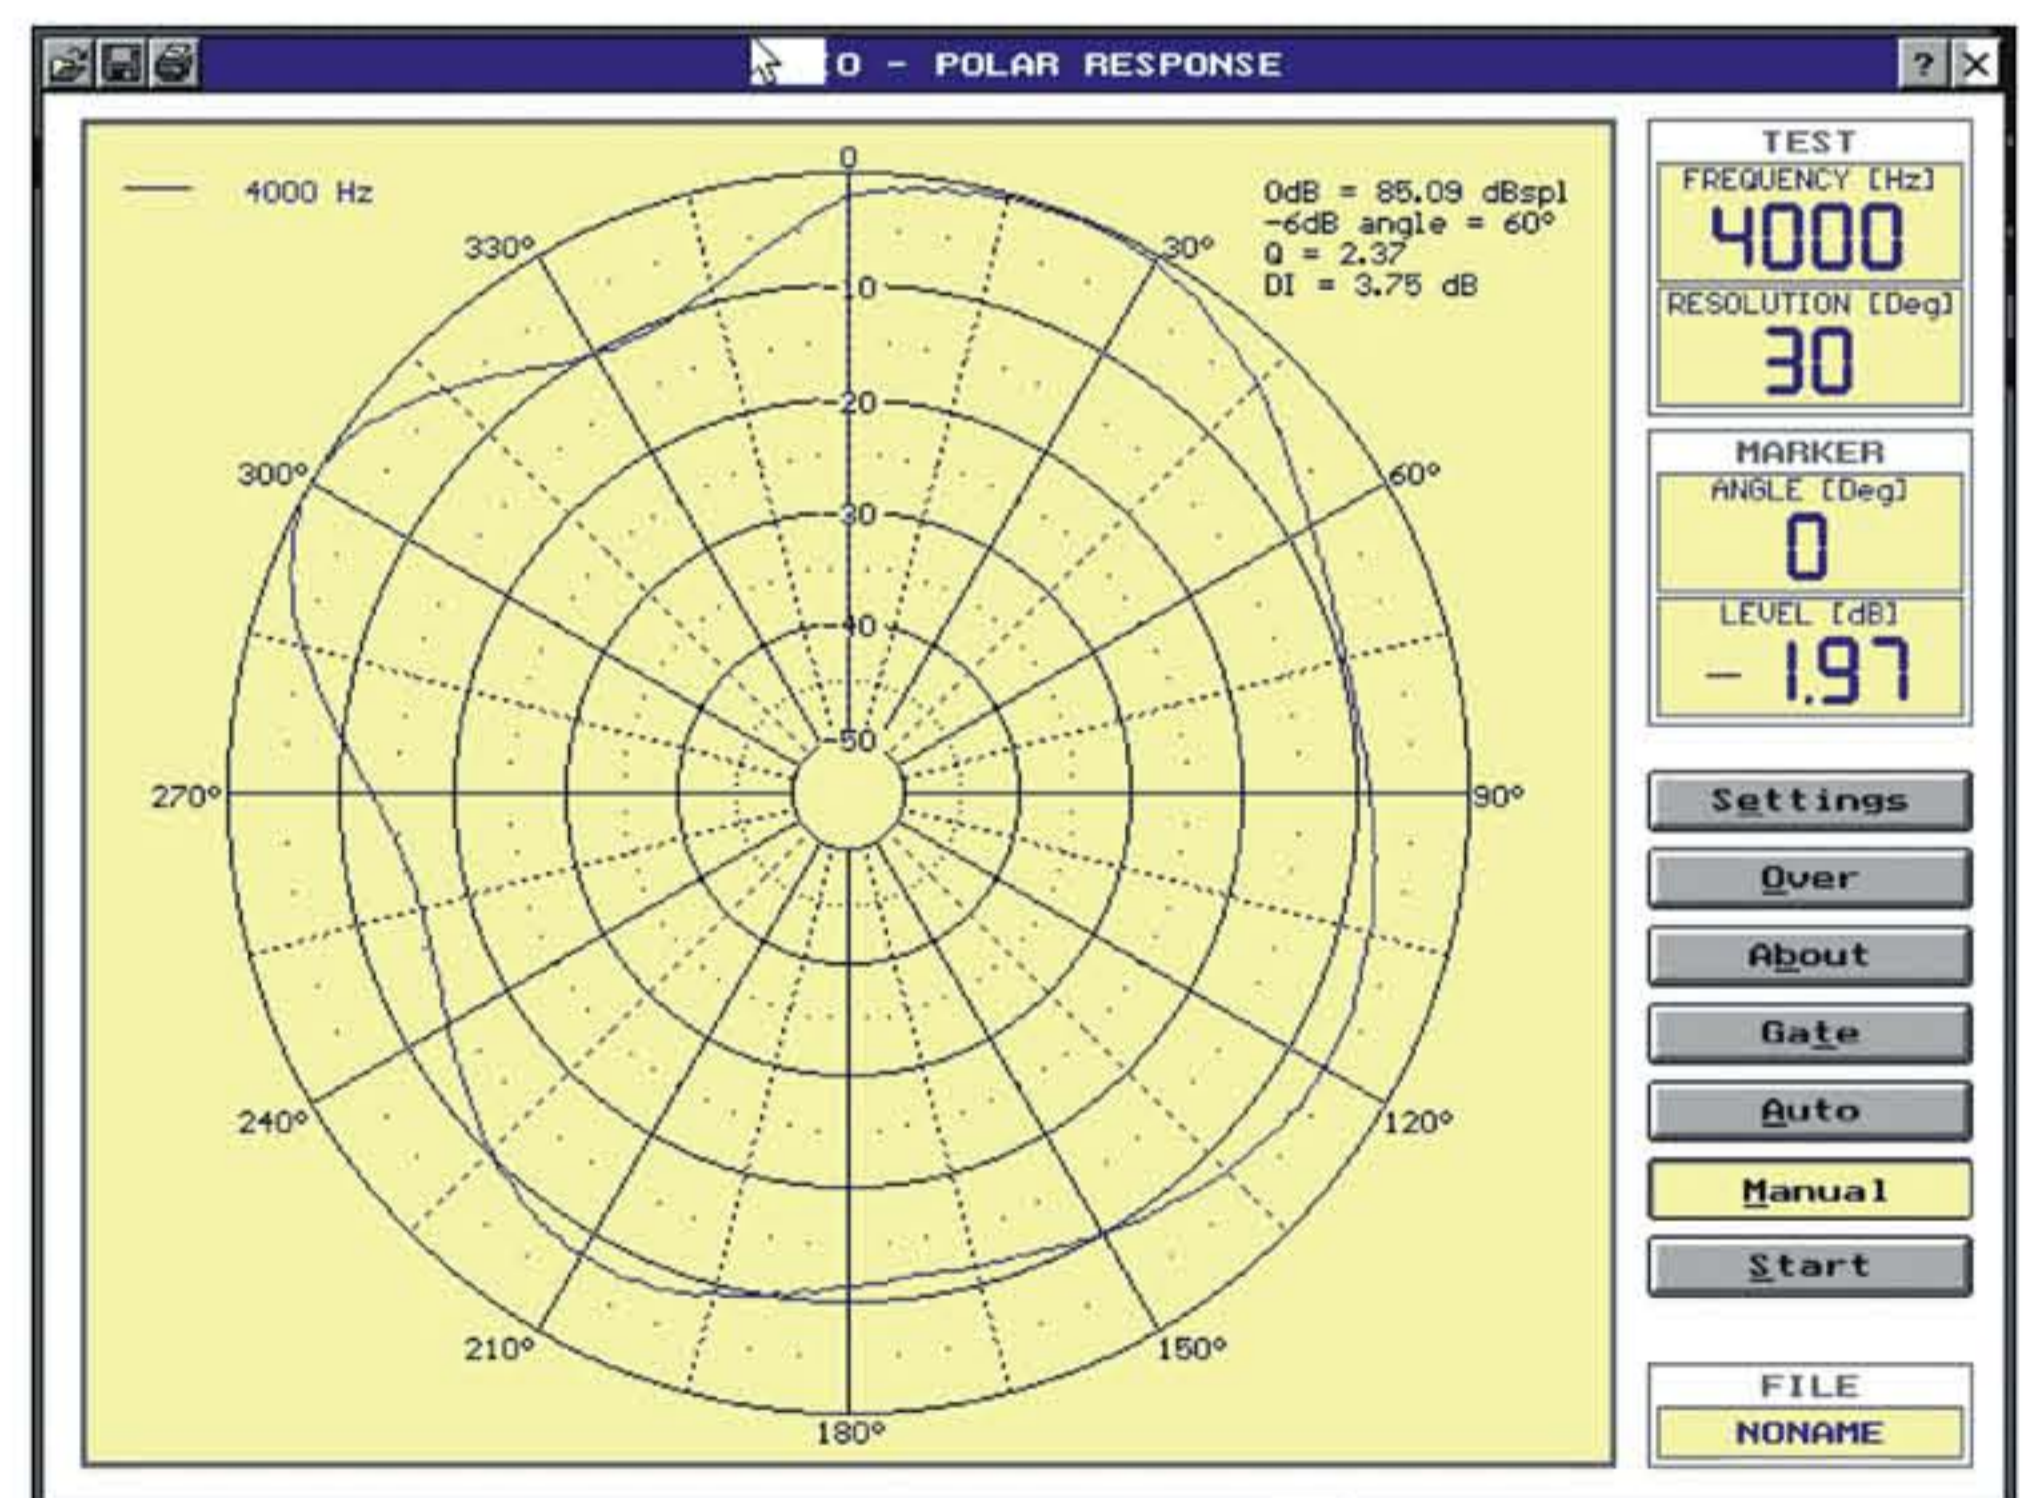 O - POLAR RESPONSE
?
4000 Hz
0dB = 85.09 dBspl
-6dB angle = 60°
Q = 2.37
DI = 3.75 dB
0
330°
30°
-10
-20
300°
60°
-30
-40
-50
270°
90°
240°
120°
210°
150°
180°
TEST
FREQUENCY [Hz]
4000
RESOLUTION [Deg]
30
MARKER
ANGLE [Deg]
0
LEVEL [dB]
-1.97
Settings
Over
About
Gate
Auto
Manual
Start
FILE
NONAME